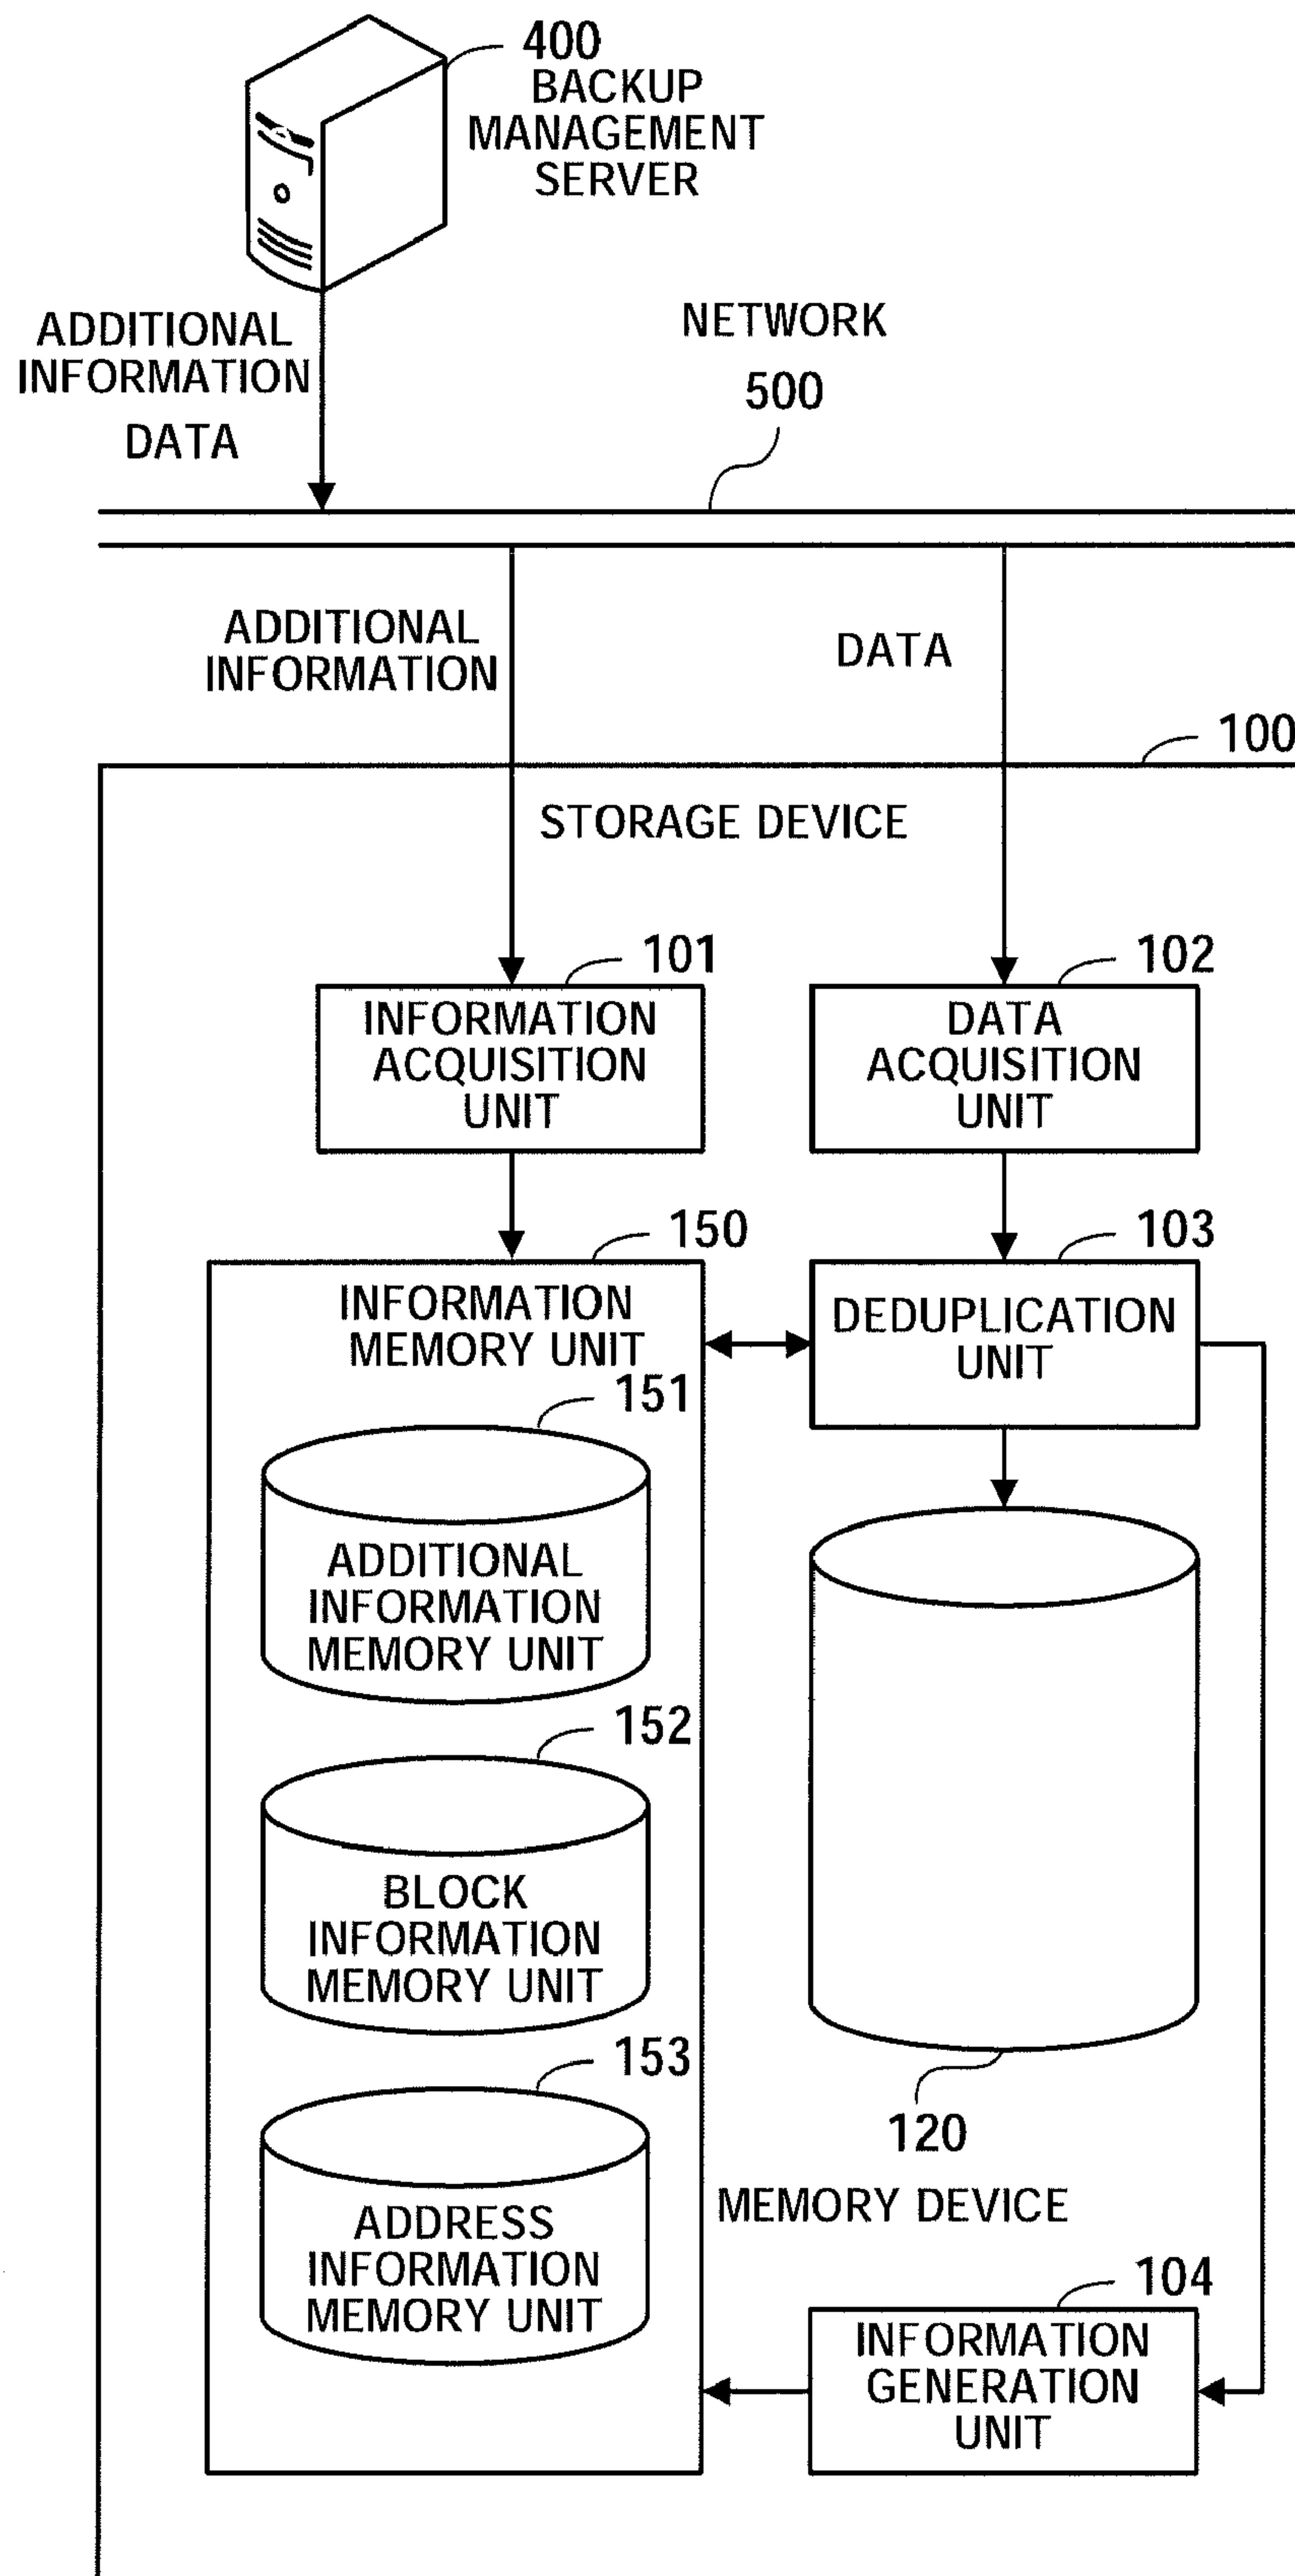 400
BACKUP
MANAGEMENT
SERVER
ADDITIONAL
INFORMATION
DATA
NETWORK
500
ADDITIONAL
INFORMATION
DATA
100
STORAGE DEVICE
101
INFORMATION
ACQUISITION
UNIT
102
DATA
ACQUISITION
UNIT
150
INFORMATION
MEMORY UNIT
103
DEDUPLICATION
UNIT
151
ADDITIONAL
INFORMATION
MEMORY UNIT
152
BLOCK
INFORMATION
MEMORY UNIT
153
ADDRESS
INFORMATION
MEMORY UNIT
120
MEMORY DEVICE
104
INFORMATION
GENERATION
UNIT